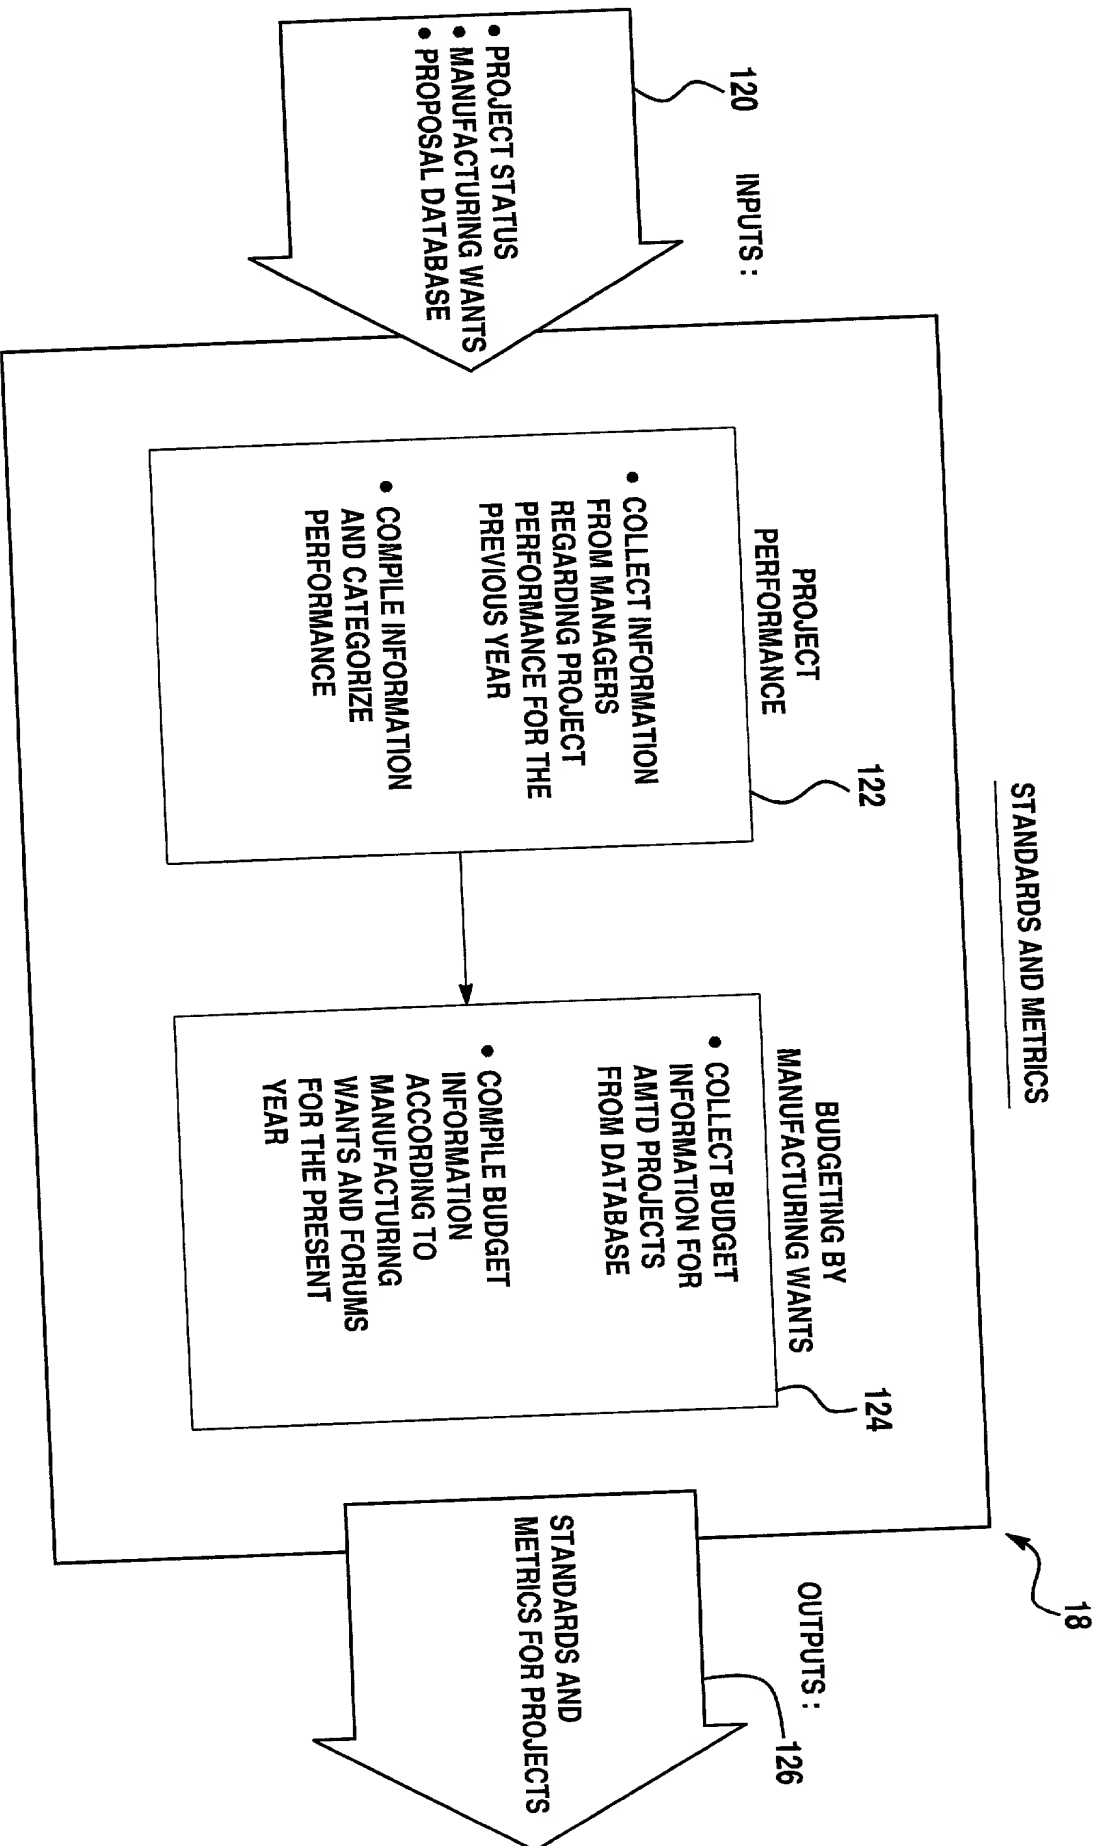 STANDARDS AND METRICS
18
120
INPUTS :
• PROJECT STATUS
• MANUFACTURING WANTS
• PROPOSAL DATABASE
PROJECT
PERFORMANCE
122
• COLLECT INFORMATION
FROM MANAGERS
REGARDING PROJECT
PERFORMANCE FOR THE
PREVIOUS YEAR
• COMPILE INFORMATION
AND CATEGORIZE
PERFORMANCE
BUDGETING BY
MANUFACTURING WANTS
124
• COLLECT BUDGET
INFORMATION FOR
AMTD PROJECTS
FROM DATABASE
• COMPILE BUDGET
INFORMATION
ACCORDING TO
MANUFACTURING
WANTS AND FORUMS
FOR THE PRESENT
YEAR
OUTPUTS :
126
STANDARDS AND
METRICS FOR PROJECTS